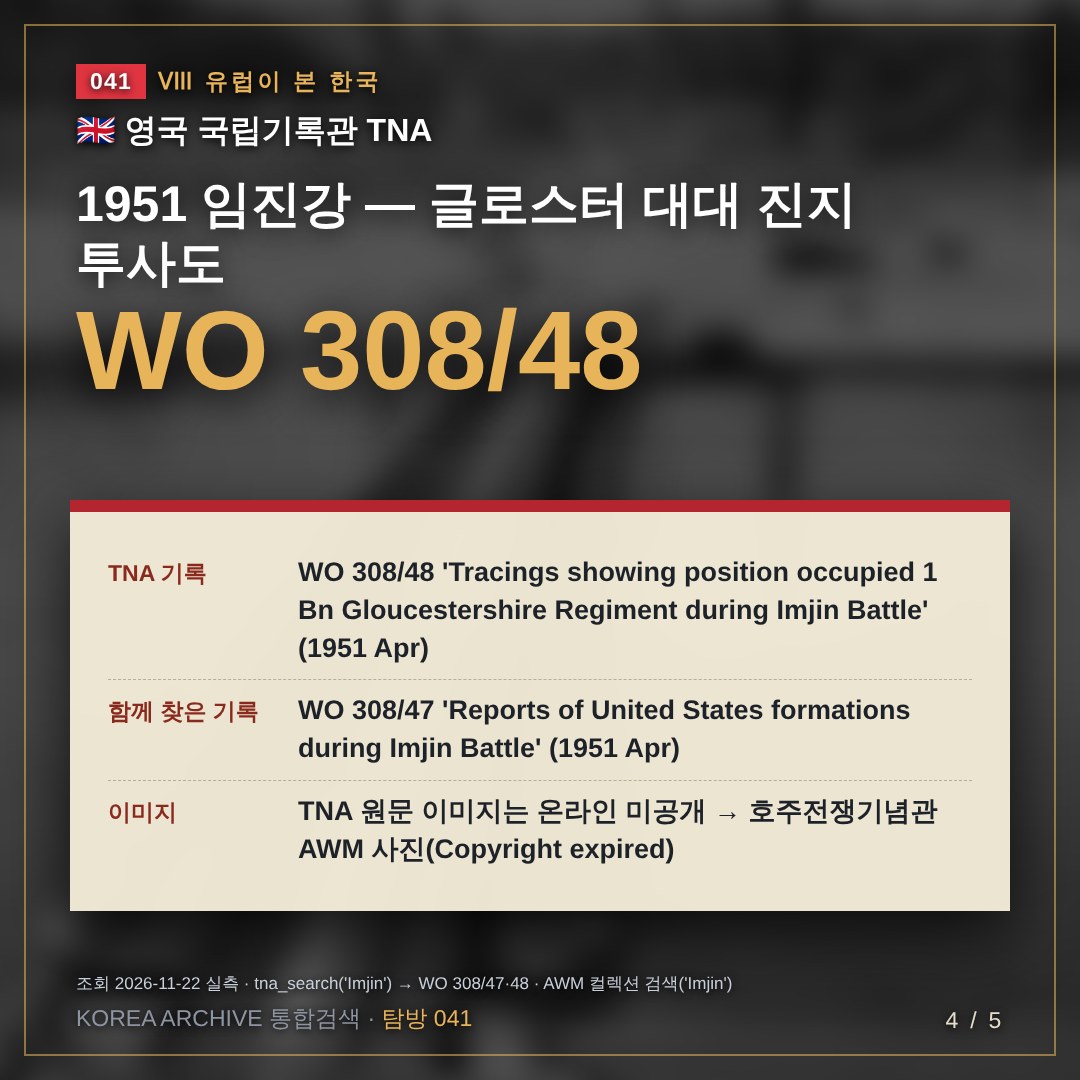 041 Ⅷ 유럽이 본 한국
🇬🇧 영국 국립기록관 TNA
1951 임진강 — 글로스터 대대 진지
투사도
WO 308/48
TNA 기록
WO 308/48 'Tracings showing position occupied 1
Bn Gloucestershire Regiment during Imjin Battle'
(1951 Apr)
함께 찾은 기록
WO 308/47 'Reports of United States formations
during Imjin Battle' (1951 Apr)
이미지
TNA 원문 이미지는 온라인 미공개 → 호주전쟁기념관
AWM 사진(Copyright expired)
조회 2026-11-22 실측 · tna_search('Imjin') → WO 308/47·48 · AWM 컬렉션 검색('Imjin')
KOREA ARCHIVE 통합검색 · 탐방 041
4 / 5